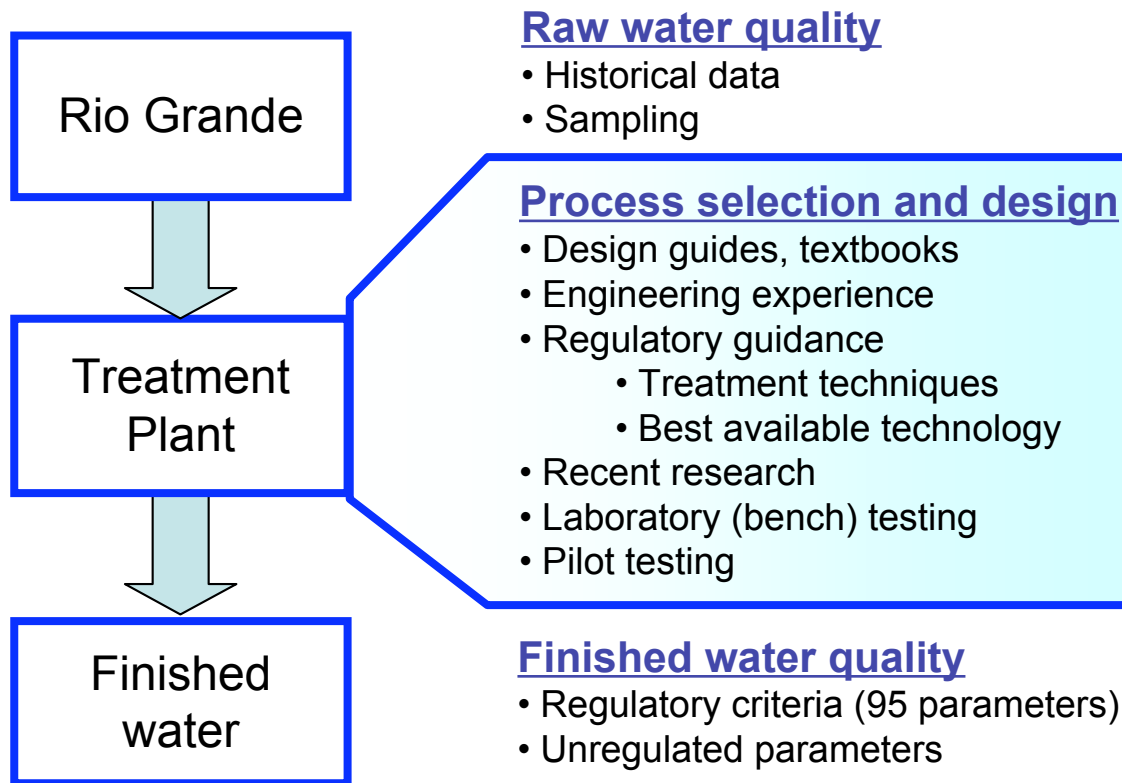 Rio Grande
Treatment
Plant
Finished
water
Raw water quality
• Historical data
• Sampling
Process selection and design
• Design guides, textbooks
• Engineering experience
• Regulatory guidance
• Treatment techniques
• Best available technology
• Recent research
• Laboratory (bench) testing
• Pilot testing
Finished water quality
• Regulatory criteria (95 parameters)
• Unregulated parameters